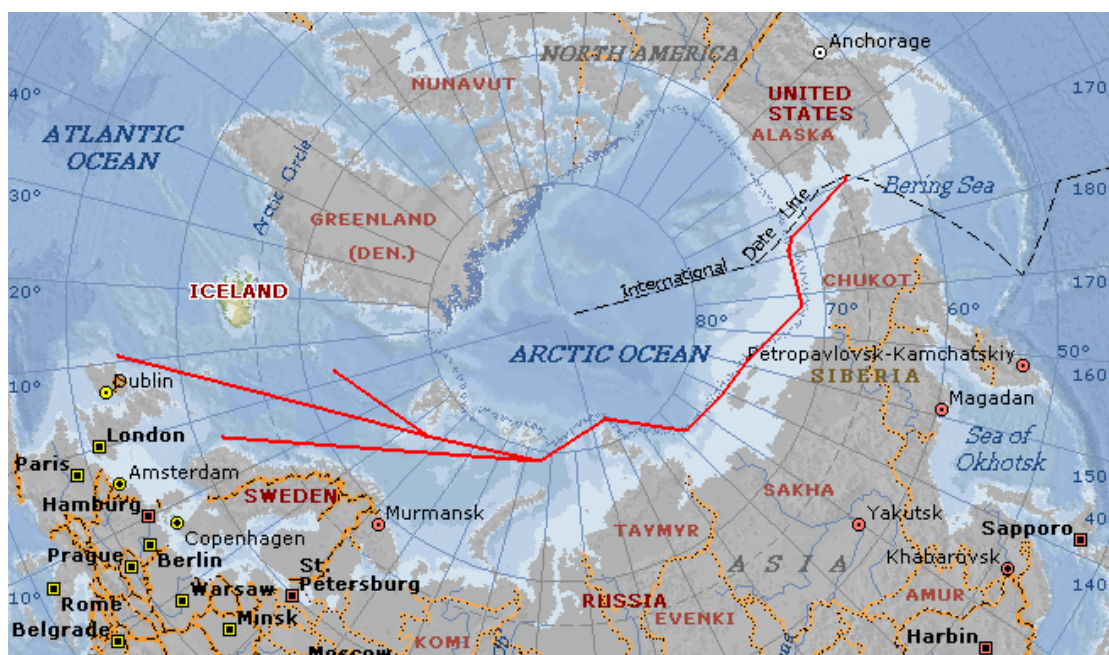 NORTH AMERICA
Anchorage
NUNAVUT
40°
UNITED
STATES
170
ALASKA
ATLANTIC
OCEAN
Arctic Circle
30°
Bering Sea
180
GREENLAND
(DEN.)
International Date Line
ICELAND
CHUKOT
170°
20°
80°
70°
60°
ARCTIC OCEAN
Petropavlovsk-Kamchatskiy
50°
160
SIBERIA
10°
Dublin
Magadan
London
Sea of
Okhotsk
Paris
Amsterdam
150
Hamburg
SWEDEN
SAKHA
Murmansk
TAYMYR
Yakutsk
Sapporo
Copenhagen
Prague
Berlin
St
Petersburg
ASIA
Khabarovsk
140
10°
Rome
Warsaw
RUSSIA
AMUR
Belgrade
Minsk
EVENKI
Harbin
KOMI
Moscow